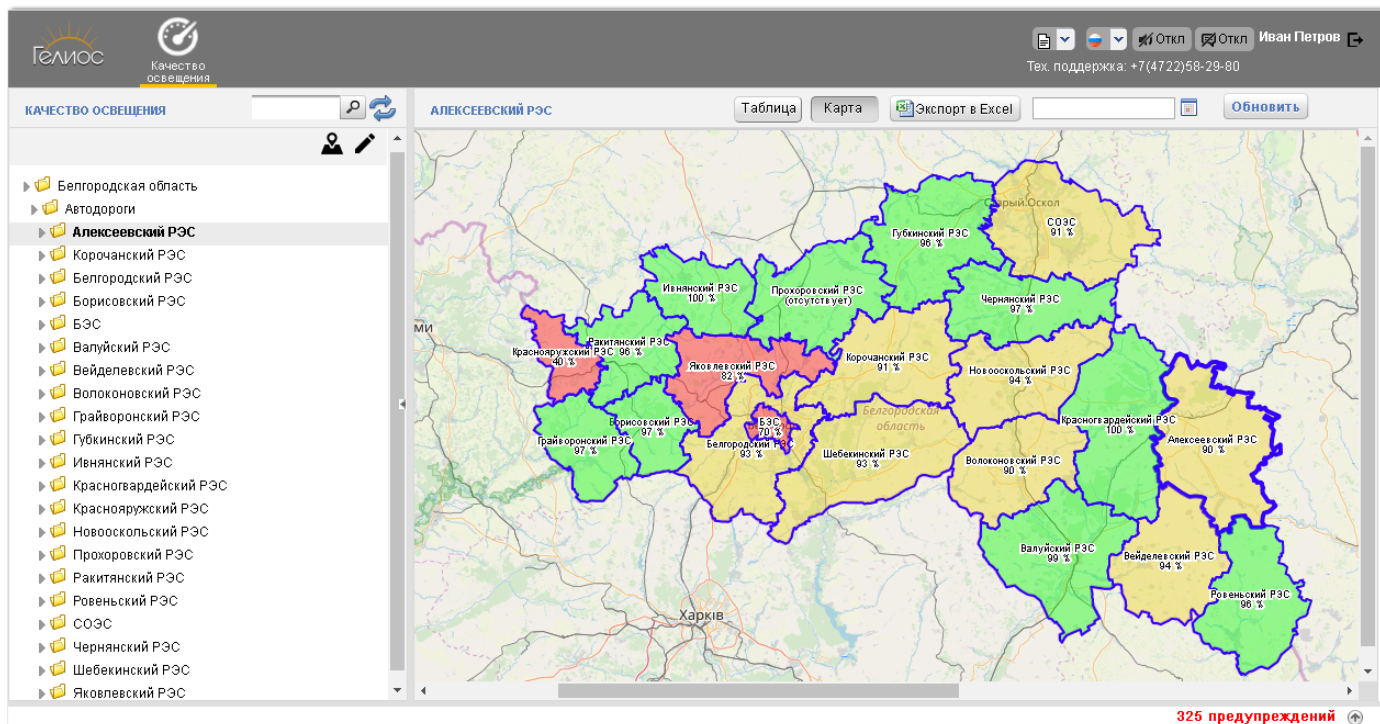 Гелиос
Качество
освещения
Откл
Откл
Иван Петров
Тех. поддержка: +7(4722)58-29-80
КАЧЕСТВО ОСВЕЩЕНИЯ
АЛЕКСЕЕВСКИЙ РЭС
Таблица
Карта
Экспорт в Excel
Обновить
Белгородская область
Автодороги
Алексеевский РЭС
Корочанский РЭС
Белгородский РЭС
Борисовский РЭС
БЭС
Валуйский РЭС
Вейделевский РЭС
Волоконовский РЭС
Грайворонский РЭС
Губкинский РЭС
Ивнянский РЭС
Красногвардейский РЭС
Краснояружский РЭС
Новооскольский РЭС
Прохоровский РЭС
Ракитянский РЭС
Ровеньский РЭС
СОЭС
Чернянский РЭС
Шебекинский РЭС
Яковлевский РЭС
Старый Оскол
СОЭС
91 %
Губкинский РЭС
96 %
Ивнянский РЭС
100 %
Прохоровский РЭС
(отсутствует)
Чернянский РЭС
97 %
ми
Ракитянский РЭС
96 %
Краснояружский РЭС
40 %
Яковлевский РЭС
82 %
Корочанский РЭС
91 %
Новооскольский РЭС
94 %
Белгородская
область
Борисовский РЭС
97 %
БЭС
70 %
Красногвардейский РЭС
100 %
Грайворонский РЭС
97 %
Белгородский РЭС
93 %
Шебекинский РЭС
93 %
Волоконовский РЭС
90 %
Алексеевский РЭС
90 %
Валуйский РЭС
99 %
Вейделевский РЭС
94 %
Ровеньский РЭС
96 %
Харків
325 предупреждений